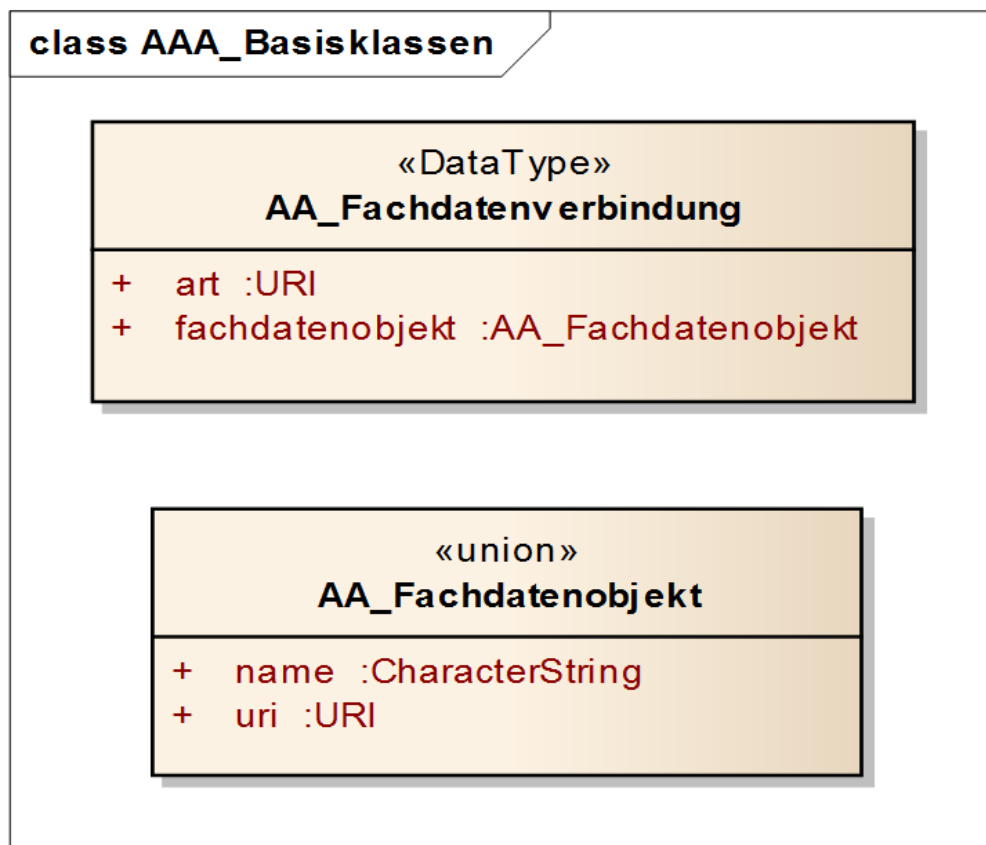 class AAA_Basisklassen
«DataType»
AA_Fachdatenverbindung
+ art :URI
+ fachdatenobjekt :AA_Fachdatenobjekt
«union»
AA_Fachdatenobjekt
+ name :CharacterString
+ uri :URI